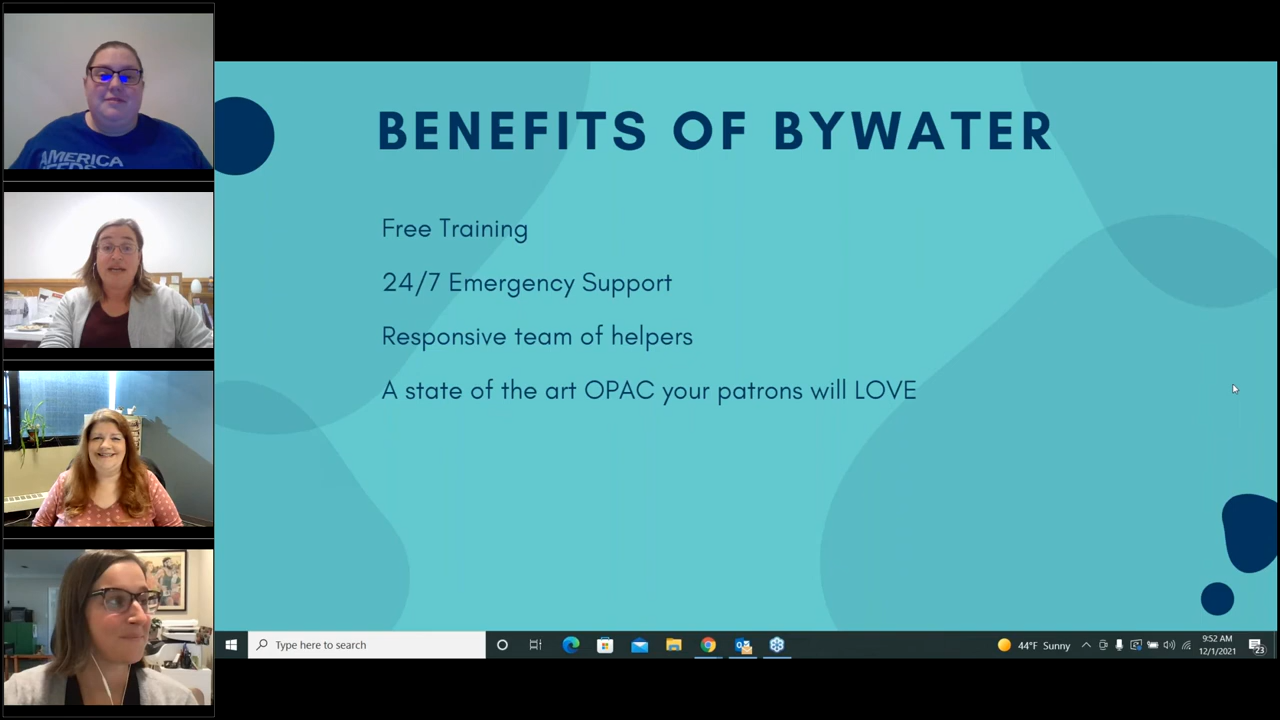 AMERICA
NEEDS
BENEFITS OF BYWATER
Free Training
24/7 Emergency Support
Responsive team of helpers
A state of the art OPAC your patrons will LOVE
Type here to search
44°F Sunny
9:52 AM
12/1/2021
23